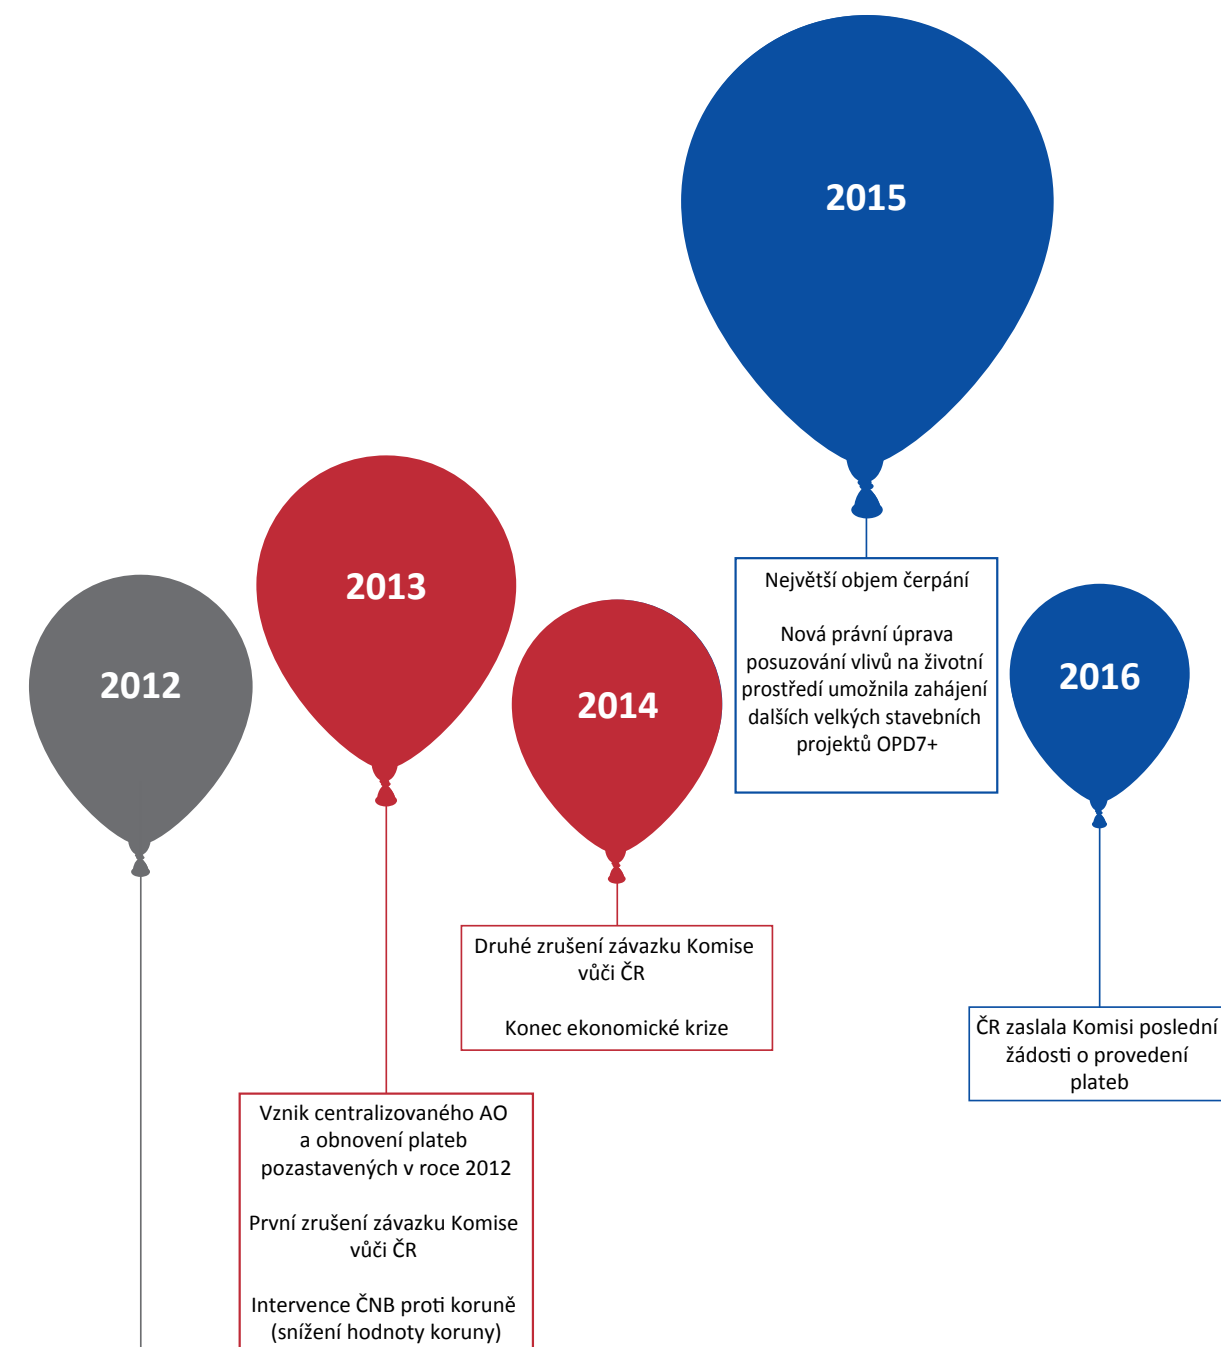 2015
2013
2012
2014
2016
Největší objem čerpání
Nová právní úprava
posuzování vlivů na životní
prostředí umožnila zahájení
dalších velkých stavebních
projektů OPD7+
Druhé zrušení závazku Komise
vůči ČR
Konec ekonomické krize
ČR zaslala Komisi poslední
žádosti o provedení
plateb
Vznik centralizovaného AO
a obnovení plateb
pozastavených v roce 2012
První zrušení závazku Komise
vůči ČR
Intervence ČNB proti koruně
(snížení hodnoty koruny)